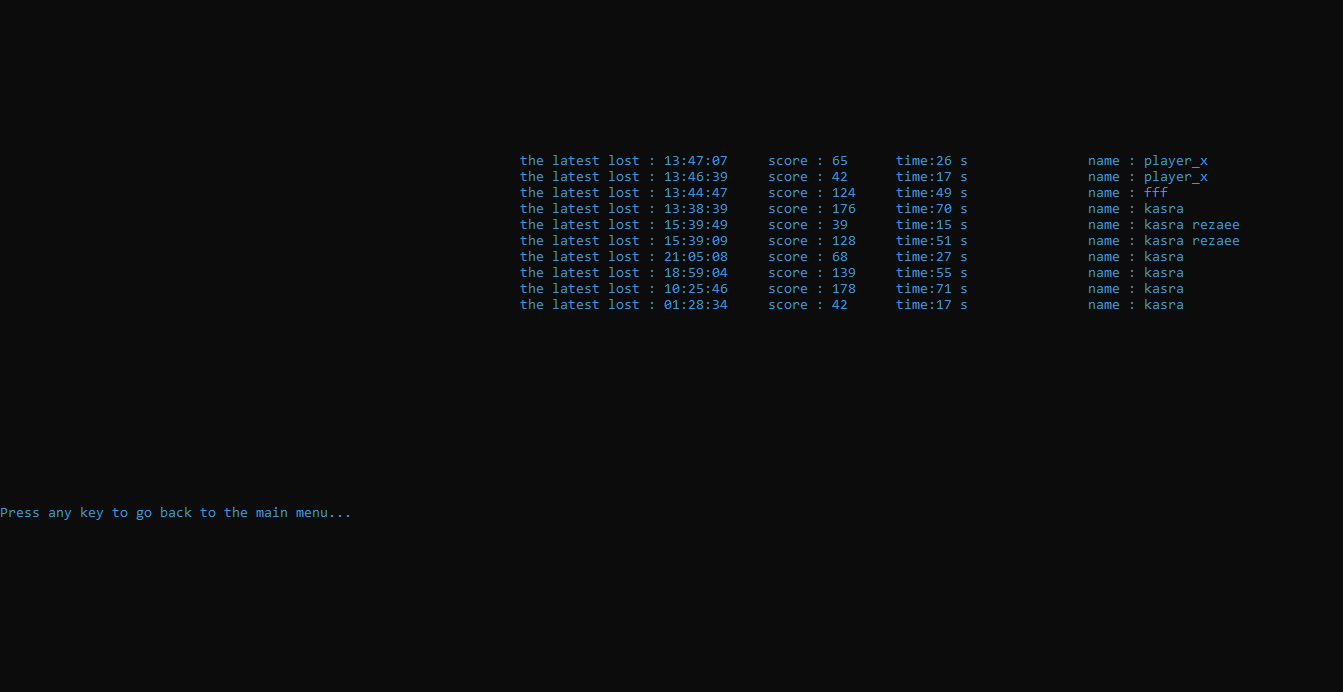 the latest lost : 13:47:07     score : 65      time:26 s               name : player_x
the latest lost : 13:46:39     score : 42      time:17 s               name : player_x
the latest lost : 13:44:47     score : 124     time:49 s               name : fff
the latest lost : 13:38:39     score : 176     time:70 s               name : kasra
the latest lost : 15:39:49     score : 39      time:15 s               name : kasra rezaee
the latest lost : 15:39:09     score : 128     time:51 s               name : kasra rezaee
the latest lost : 21:05:08     score : 68      time:27 s               name : kasra
the latest lost : 18:59:04     score : 139     time:55 s               name : kasra
the latest lost : 10:25:46     score : 178     time:71 s               name : kasra
the latest lost : 01:28:34     score : 42      time:17 s               name : kasra
Press any key to go back to the main menu...